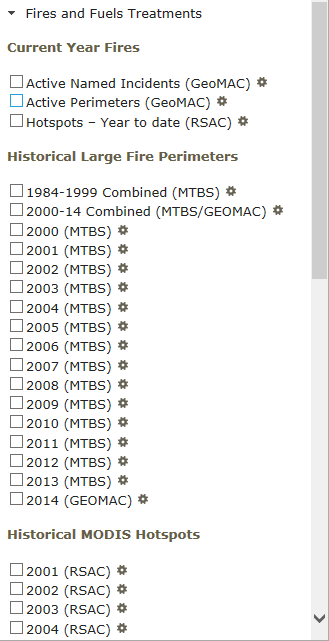 Fires and Fuels Treatments
Current Year Fires
Active Named Incidents (GeoMAC)
Active Perimeters (GeoMAC)
Hotspots – Year to date (RSAC)
Historical Large Fire Perimeters
1984-1999 Combined (MTBS)
2000-14 Combined (MTBS/GEOMAC)
2000 (MTBS)
2001 (MTBS)
2002 (MTBS)
2003 (MTBS)
2004 (MTBS)
2005 (MTBS)
2006 (MTBS)
2007 (MTBS)
2008 (MTBS)
2009 (MTBS)
2010 (MTBS)
2011 (MTBS)
2012 (MTBS)
2013 (MTBS)
2014 (GEOMAC)
Historical MODIS Hotspots
2001 (RSAC)
2002 (RSAC)
2003 (RSAC)
2004 (RSAC)